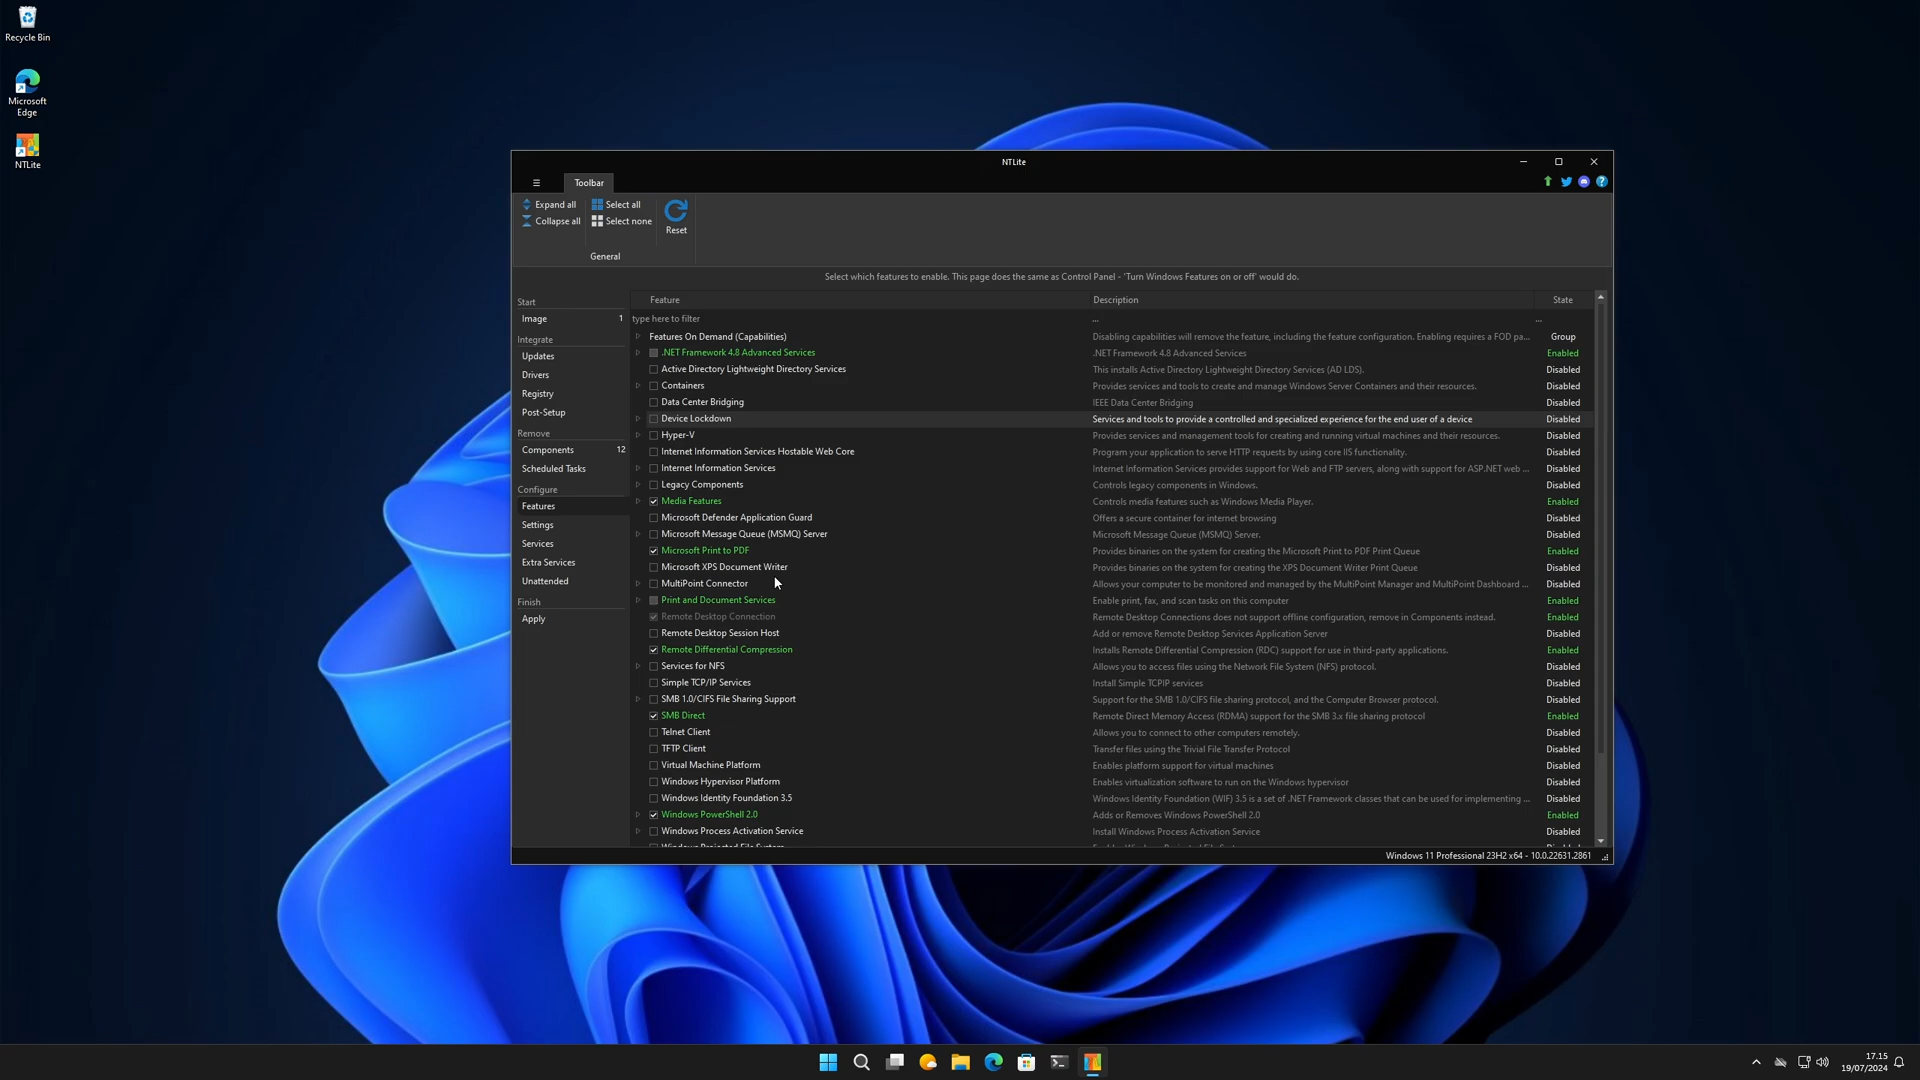 Recycle Bin
Microsoft
Edge
NTLite
NTLite
Toolbar
Expand all
Collapse all
Select all
Select none
Reset
General
Select which features to enable. This page does the same as Control Panel - 'Turn Windows Features on or off' would do.
Start
Image 1
Integrate
Updates
Drivers
Registry
Post-Setup
Remove
Components 12
Scheduled Tasks
Configure
Features
Settings
Services
Extra Services
Unattended
Finish
Apply
Feature Description State
type here to filter ... ...
Features On Demand (Capabilities) Disabling capabilities will remove the feature, including the feature configuration. Enabling requires a FOD pa... Group
.NET Framework 4.8 Advanced Services .NET Framework 4.8 Advanced Services Enabled
Active Directory Lightweight Directory Services This installs Active Directory Lightweight Directory Services (AD LDS). Disabled
Containers Provides services and tools to create and manage Windows Server Containers and their resources. Disabled
Data Center Bridging IEEE Data Center Bridging Disabled
Device Lockdown Services and tools to provide a controlled and specialized experience for the end user of a device Disabled
Hyper-V Provides services and management tools for creating and running virtual machines and their resources. Disabled
Internet Information Services Hostable Web Core Program your application to serve HTTP requests by using core IIS functionality. Disabled
Internet Information Services Internet Information Services provides support for Web and FTP servers, along with support for ASP.NET web ... Disabled
Legacy Components Controls legacy components in Windows. Disabled
Media Features Controls media features such as Windows Media Player. Enabled
Microsoft Defender Application Guard Offers a secure container for internet browsing Disabled
Microsoft Message Queue (MSMQ) Server Microsoft Message Queue (MSMQ) Server. Disabled
Microsoft Print to PDF Provides binaries on the system for creating the Microsoft Print to PDF Print Queue Enabled
Microsoft XPS Document Writer Provides binaries on the system for creating the XPS Document Writer Print Queue Disabled
MultiPoint Connector Allows your computer to be monitored and managed by the MultiPoint Manager and MultiPoint Dashboard ... Disabled
Print and Document Services Enable print, fax, and scan tasks on this computer Enabled
Remote Desktop Connection Remote Desktop Connections does not support offline configuration, remove in Components instead. Enabled
Remote Desktop Session Host Add or remove Remote Desktop Services Application Server Disabled
Remote Differential Compression Installs Remote Differential Compression (RDC) support for use in third-party applications. Enabled
Services for NFS Allows you to access files using the Network File System (NFS) protocol. Disabled
Simple TCP/IP Services Install Simple TCPIP services Disabled
SMB 1.0/CIFS File Sharing Support Support for the SMB 1.0/CIFS file sharing protocol, and the Computer Browser protocol. Disabled
SMB Direct Remote Direct Memory Access (RDMA) support for the SMB 3.x file sharing protocol Enabled
Telnet Client Allows you to connect to other computers remotely. Disabled
TFTP Client Transfer files using the Trivial File Transfer Protocol Disabled
Virtual Machine Platform Enables platform support for virtual machines Disabled
Windows Hypervisor Platform Enables virtualization software to run on the Windows hypervisor Disabled
Windows Identity Foundation 3.5 Windows Identity Foundation (WIF) 3.5 is a set of .NET Framework classes that can be used for implementing ... Disabled
Windows PowerShell 2.0 Adds or Removes Windows PowerShell 2.0 Enabled
Windows Process Activation Service Install Windows Process Activation Service Disabled
Windows 11 Professional 23H2 x64 - 10.0.22631.2861
17.15
19/07/2024